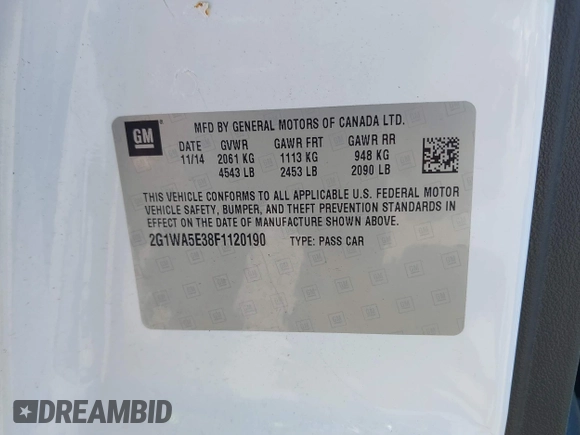 GM
MFD BY GENERAL MOTORS OF CANADA LTD.
DATE GVWR GAWR FRT GAWR RR
11/14 2061 KG 1113 KG 948 KG
4543 LB 2453 LB 2090 LB
THIS VEHICLE CONFORMS TO ALL APPLICABLE U.S. FEDERAL MOTOR
VEHICLE SAFETY, BUMPER, AND THEFT PREVENTION STANDARDS IN
EFFECT ON THE DATE OF MANUFACTURE SHOWN ABOVE.
2G1WA5E38F1120190 TYPE: PASS CAR
DREAMBID